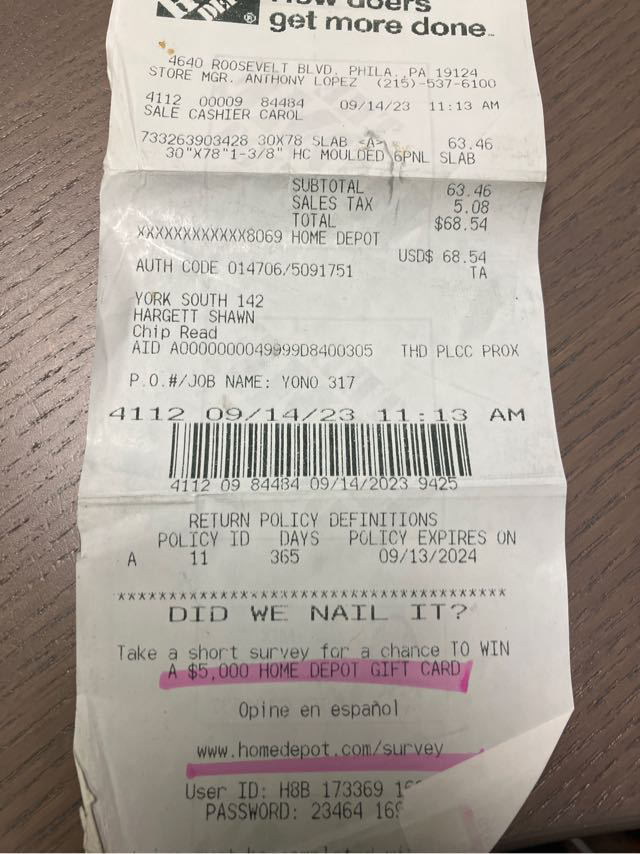 How doers
get more done.
4640 ROOSEVELT BLVD. PHILA, PA 19124
STORE MGR. ANTHONY LOPEZ (215)-537-6100
4112 00009 84484 09/14/23 11:13 AM
SALE CASHIER CAROL
733263903428 30X78 SLAB <A> 63.46
30"X78"1-3/8" HC MOULDED 6PNL SLAB
SUBTOTAL 63.46
SALES TAX 5.08
TOTAL $68.54
XXXXXXXXXXXX8069 HOME DEPOT
USD$ 68.54
AUTH CODE 014706/5091751 TA
YORK SOUTH 142
HARGETT SHAWN
Chip Read
AID A0000000049999D8400305 THD PLCC PROX
P.O.#/JOB NAME: YONO 317
4112 09/14/23 11:13 AM
4112 09 84484 09/14/2023 9425
RETURN POLICY DEFINITIONS
POLICY ID DAYS POLICY EXPIRES ON
A 11 365 09/13/2024
***********************************************
DID WE NAIL IT?
Take a short survey for a chance TO WIN
A $5,000 HOME DEPOT GIFT CARD
Opine en español
www.homedepot.com/survey
User ID: H8B 173369
PASSWORD: 23464